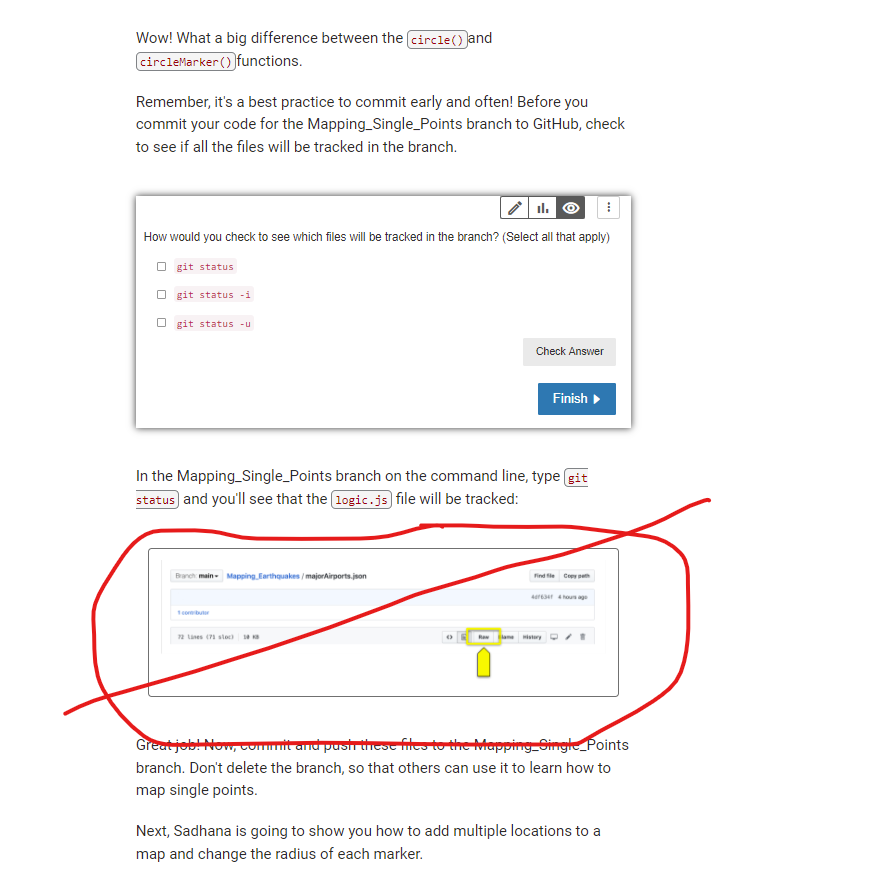 Wow! What a big difference between the circle() and
circleMarker() functions.
Remember, it's a best practice to commit early and often! Before you
commit your code for the Mapping_Single_Points branch to GitHub, check
to see if all the files will be tracked in the branch.
How would you check to see which files will be tracked in the branch? (Select all that apply)
git status
git status -i
git status -u
Check Answer
Finish
In the Mapping_Single_Points branch on the command line, type git
status and you'll see that the logic.js file will be tracked:
Branch: main Mapping_Earthquakes / majorAirports.json Find file Copy path
4 hours ago
1 contributor
72 lines (71 sloc) 10 KB Raw History
Great job! Now, commit and push these files to the Mapping_Single_Points
branch. Don't delete the branch, so that others can use it to learn how to
map single points.
Next, Sadhana is going to show you how to add multiple locations to a
map and change the radius of each marker.